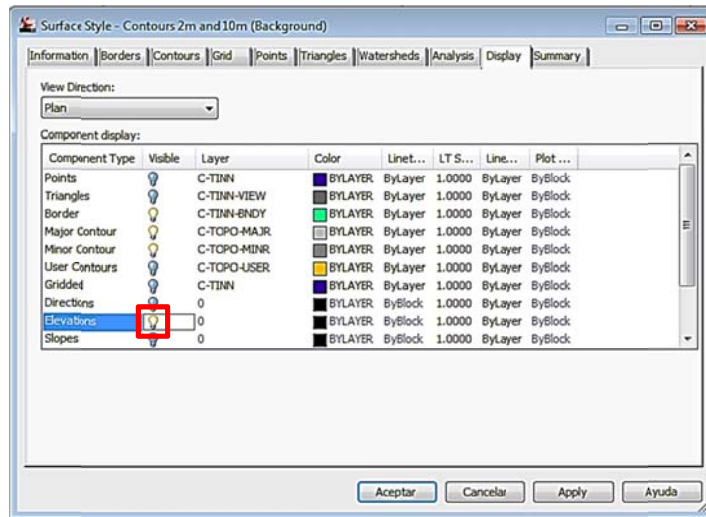 Surface Style - Contours 2m and 10m (Background)
Information Borders Contours Grid Points Triangles Watersheds Analysis Display Summary
View Direction:
Plan
Component display:
Component Type Visible Layer Color Linet... LT S... Line... Plot ...
Points C-TINN BYLAYER ByLayer 1.0000 ByLayer ByBlock
Triangles C-TINN-VIEW BYLAYER ByLayer 1.0000 ByLayer ByBlock
Border C-TINN-BNDY BYLAYER ByLayer 1.0000 ByLayer ByBlock
Major Contour C-TOPO-MAJR BYLAYER ByLayer 1.0000 ByLayer ByBlock
Minor Contour C-TOPO-MINR BYLAYER ByLayer 1.0000 ByLayer ByBlock
User Contours C-TOPO-USER BYLAYER ByLayer 1.0000 ByLayer ByBlock
Gridded C-TINN BYLAYER ByLayer 1.0000 ByLayer ByBlock
Directions 0 BYLAYER ByBlock 1.0000 ByLayer ByBlock
Elevations 0 BYLAYER ByBlock 1.0000 ByLayer ByBlock
Slopes 0 BYLAYER ByBlock 1.0000 ByLayer ByBlock
Aceptar Cancelar Apply Ayuda